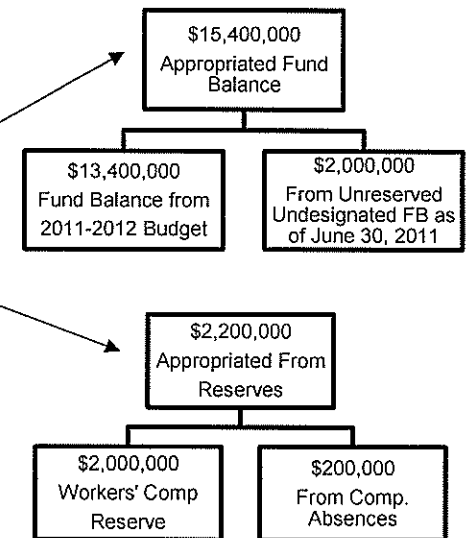 $15,400,000
Appropriated Fund
Balance
$13,400,000
Fund Balance from
2011-2012 Budget
$2,000,000
From Unreserved
Undesignated FB as
of June 30, 2011
$2,200,000
Appropriated From
Reserves
$2,000,000
Workers' Comp
Reserve
$200,000
From Comp.
Absences